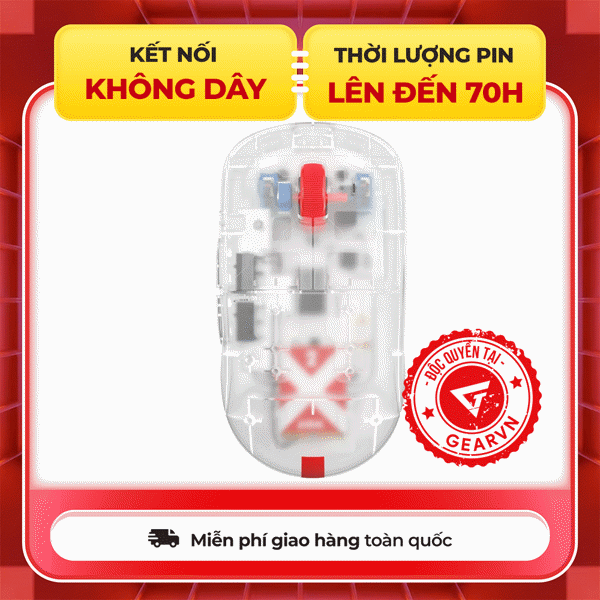 KẾT NỐI
KHÔNG DÂY
THỜI LƯỢNG PIN
LÊN ĐẾN 70H
ĐỘC QUYỀN TẠI
GEARVN
Miễn phí giao hàng toàn quốc